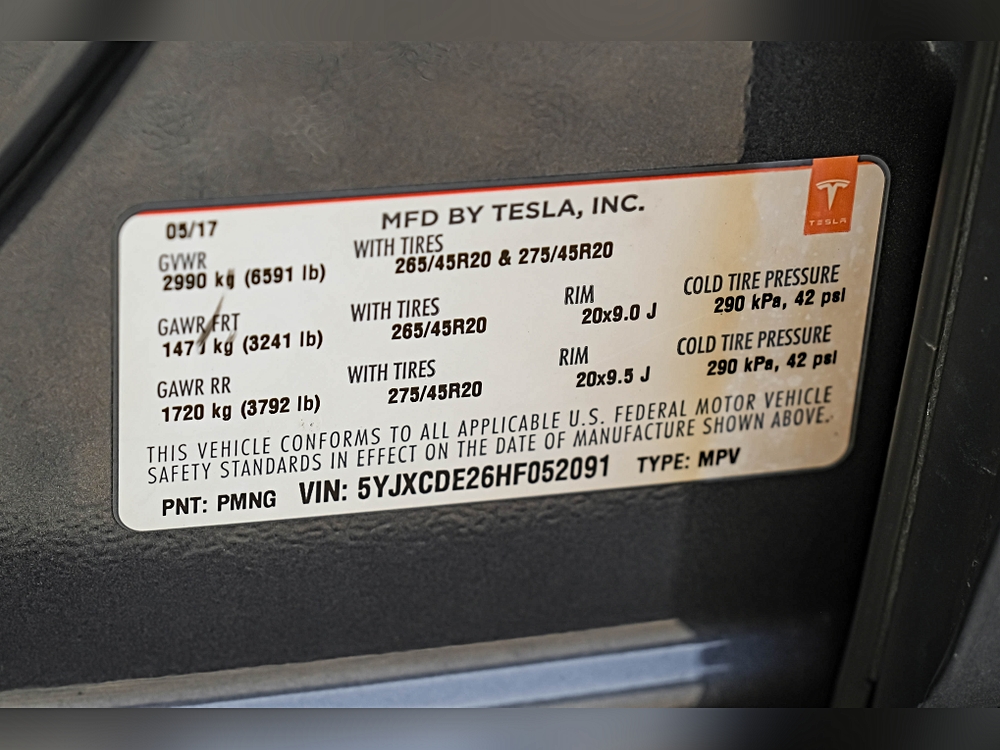 05/17
MFD BY TESLA, INC.
TESLA
GVWR
2990 kg (6591 lb)
WITH TIRES
265/45R20 & 275/45R20
GAWR FRT
kg (3241 lb)
WITH TIRES
265/45R20
RIM
20x9.0 J
COLD TIRE PRESSURE
290 kPa, 42 psi
GAWR RR
1720 kg (3792 lb)
WITH TIRES
275/45R20
RIM
20x9.5 J
COLD TIRE PRESSURE
290 kPa, 42 psi
THIS VEHICLE CONFORMS TO ALL APPLICABLE U.S. FEDERAL MOTOR VEHICLE
SAFETY STANDARDS IN EFFECT ON THE DATE OF MANUFACTURE SHOWN ABOVE.
PNT: PMNG VIN: 5YJXCDE26HF052091 TYPE: MPV